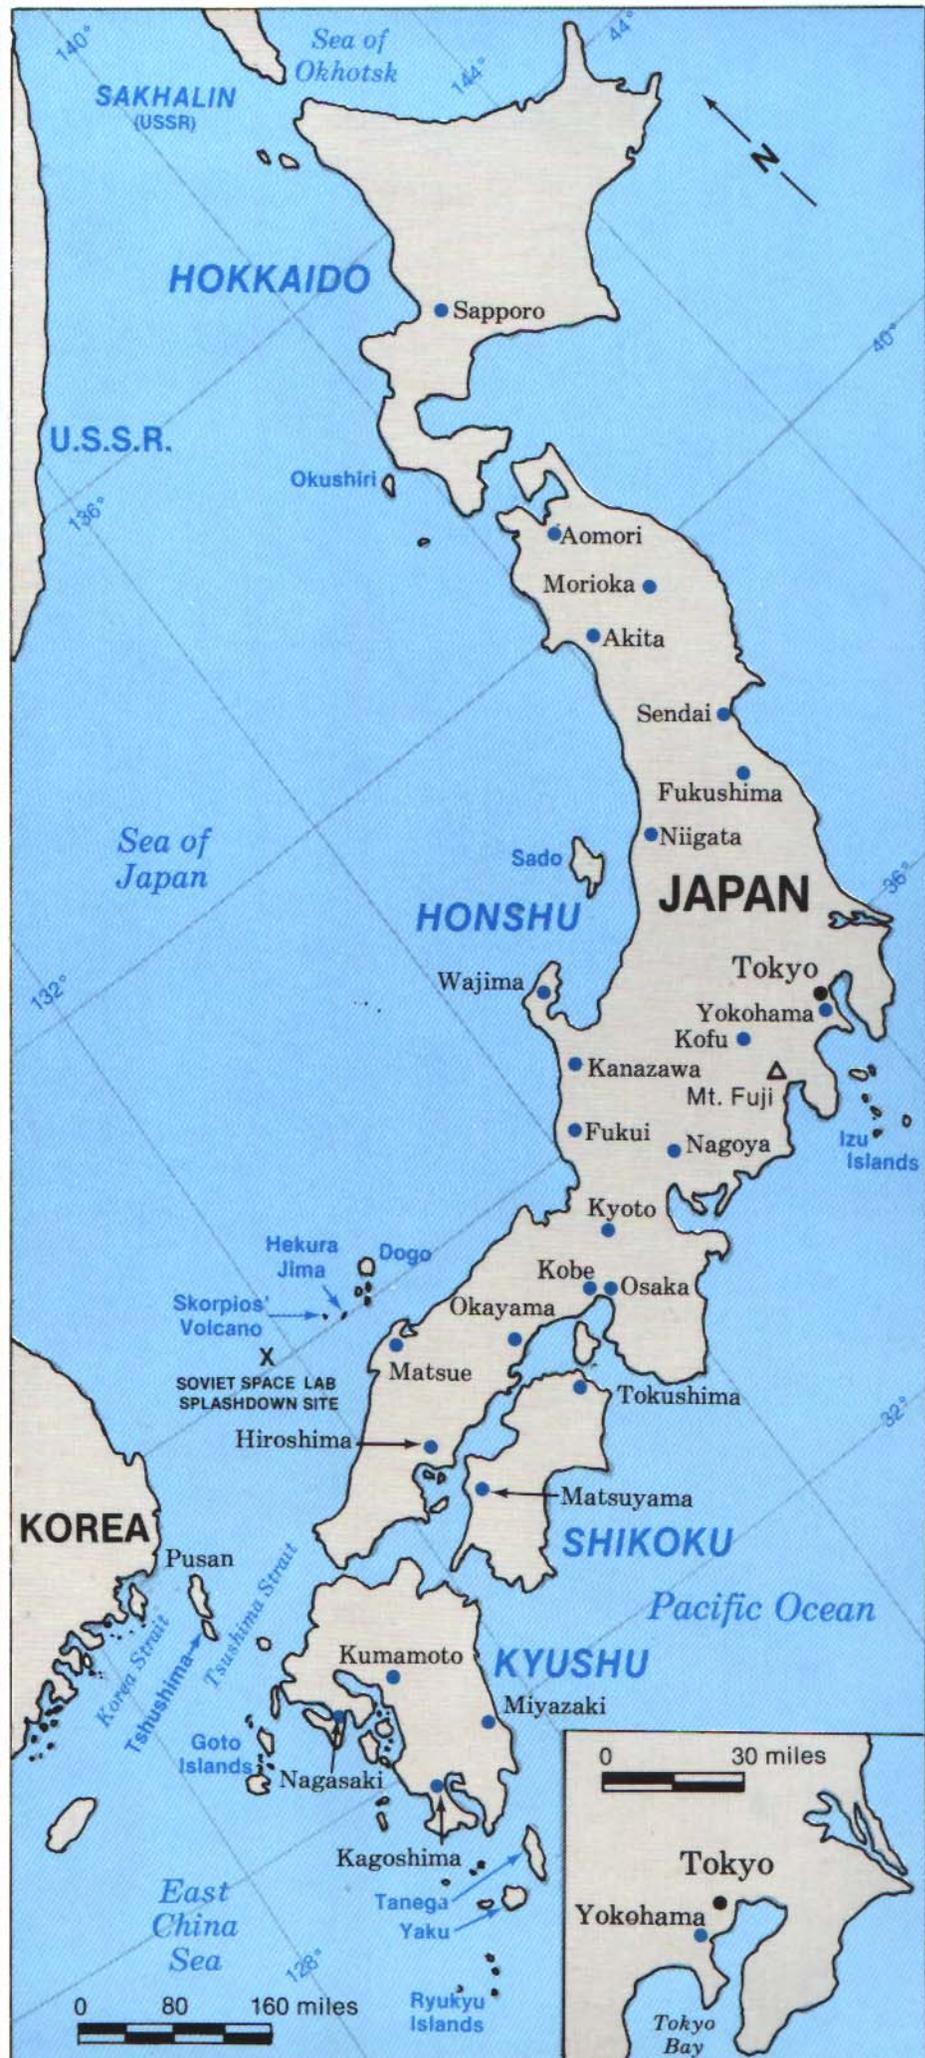 140°
Sea of
Okhotsk
144°
44°
SAKHALIN
(USSR)
N
HOKKAIDO
Sapporo
40°
U.S.S.R.
136°
Okushiri
Aomori
Morioka
Akita
Sendai
Fukushima
Niigata
Sea of
Japan
Sado
JAPAN
36°
HONSHU
Wajima
Tokyo
132°
Yokohama
Kofu
Kanazawa
Mt. Fuji
Fukui
Nagoya
Izu
Islands
Kyoto
Hekura
Jima
Dogo
Kobe
Osaka
Skorpios'
Volcano
Okayama
X
SOVIET SPACE LAB
SPLASHDOWN SITE
Matsue
Tokushima
32°
Hiroshima
Matsuyama
KOREA
SHIKOKU
Pusan
Korea Strait
Tshushima
Tsushima Strait
Pacific Ocean
Kumamoto
KYUSHU
Miyazaki
Goto
Islands
Nagasaki
Kagoshima
Tanega
Yaku
East
China
Sea
128°
Ryukyu
Islands
0 80 160 miles
0 30 miles
Tokyo
Yokohama
Tokyo
Bay